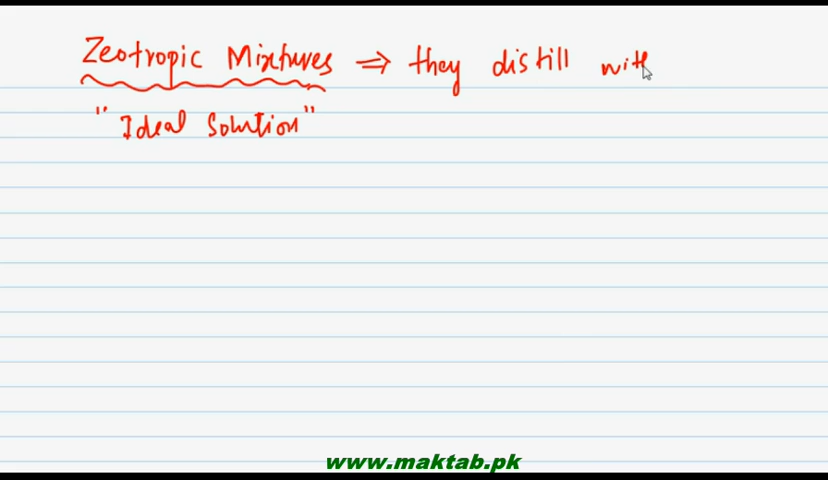 Zeotropic Mixtures ⇒ they distill with
"Ideal Solution"
www.maktab.pk